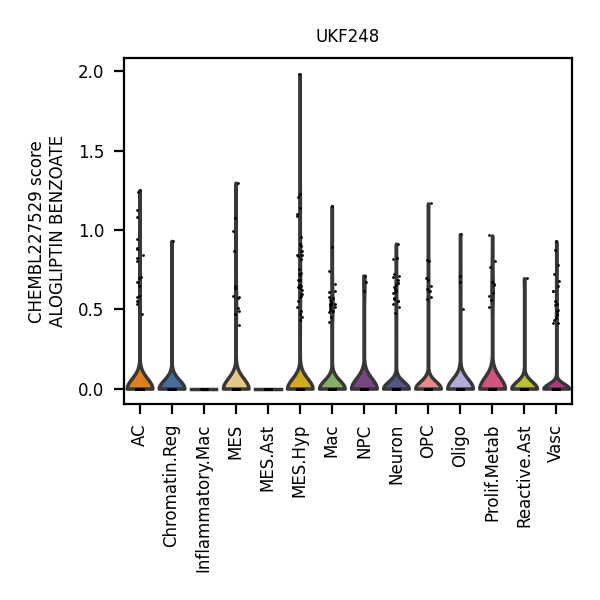 UKF248
CHEMBL227529 score
ALOGLIPTIN BENZOATE
2.0
1.5
1.0
0.5
0.0
AC
Chromatin.Reg
Inflammatory.Mac
MES
MES.Ast
MES.Hyp
Mac
NPC
Neuron
OPC
Oligo
Prolif.Metab
Reactive.Ast
Vasc